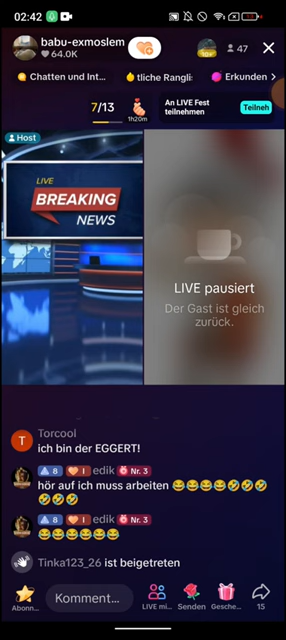 02:42
babu-exmoslem
64.0K
47
Chatten und Int...
tliche Rangli
Erkunden
7/13
1h20m
An LIVE Fest
teilnehmen
Teilneh
Host
LIVE
BREAKING
NEWS
LIVE pausiert
Der Gast ist gleich
zurück.
T
Torcool
ich bin der EGGERT!
8 1 edik Nr. 3
hör auf ich muss arbeiten 😂😂😂😂🤣🤣🤣
🤣🤣🤣
8 1 edik Nr. 3
😂😂😂😂😂😂
Tinka123_26 ist beigetreten
Abonn...
Komment...
LIVE mi...
Senden
Gesche...
15